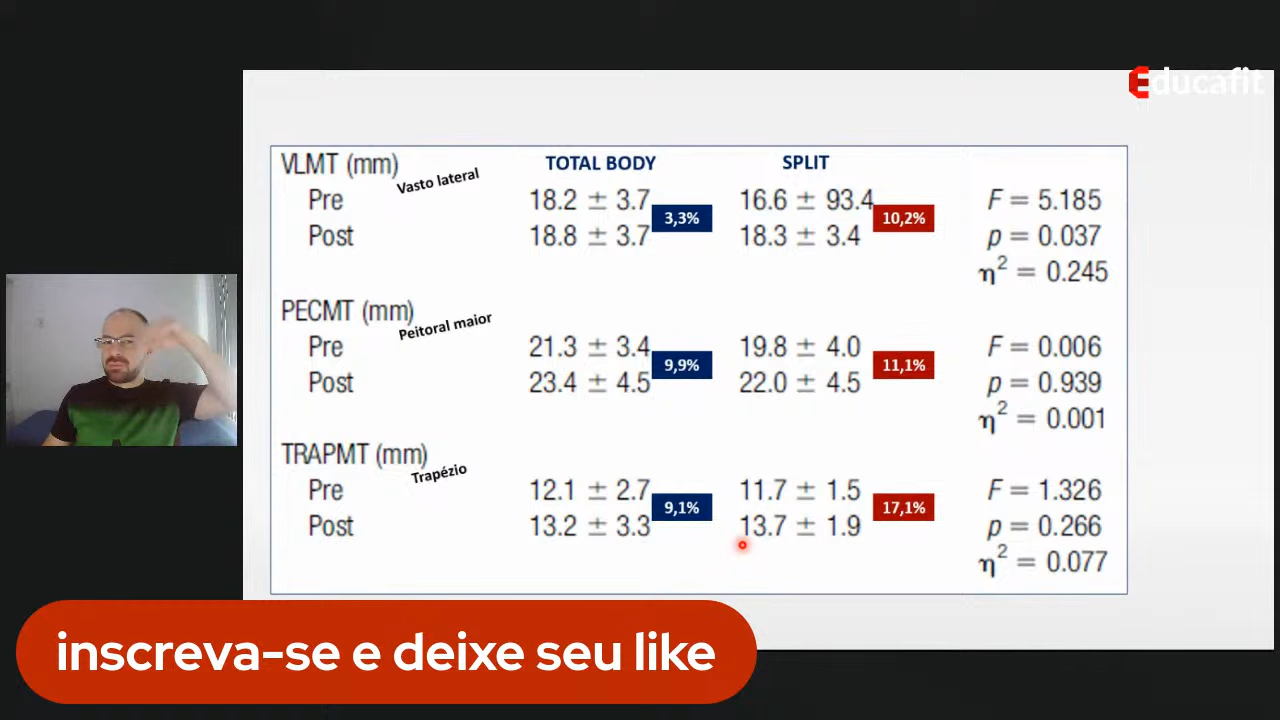 Educafit
VLMT (mm) TOTAL BODY SPLIT
Vasto lateral
Pre 18.2 ± 3.7 16.6 ± 93.4 F = 5.185
3,3% 10,2%
Post 18.8 ± 3.7 18.3 ± 3.4 p = 0.037
η² = 0.245
PECMT (mm)
Peitoral maior
Pre 21.3 ± 3.4 19.8 ± 4.0 F = 0.006
9,9% 11,1%
Post 23.4 ± 4.5 22.0 ± 4.5 p = 0.939
η² = 0.001
TRAPMT (mm)
Trapézio
Pre 12.1 ± 2.7 11.7 ± 1.5 F = 1.326
9,1% 17,1%
Post 13.2 ± 3.3 13.7 ± 1.9 p = 0.266
η² = 0.077
inscreva-se e deixe seu like